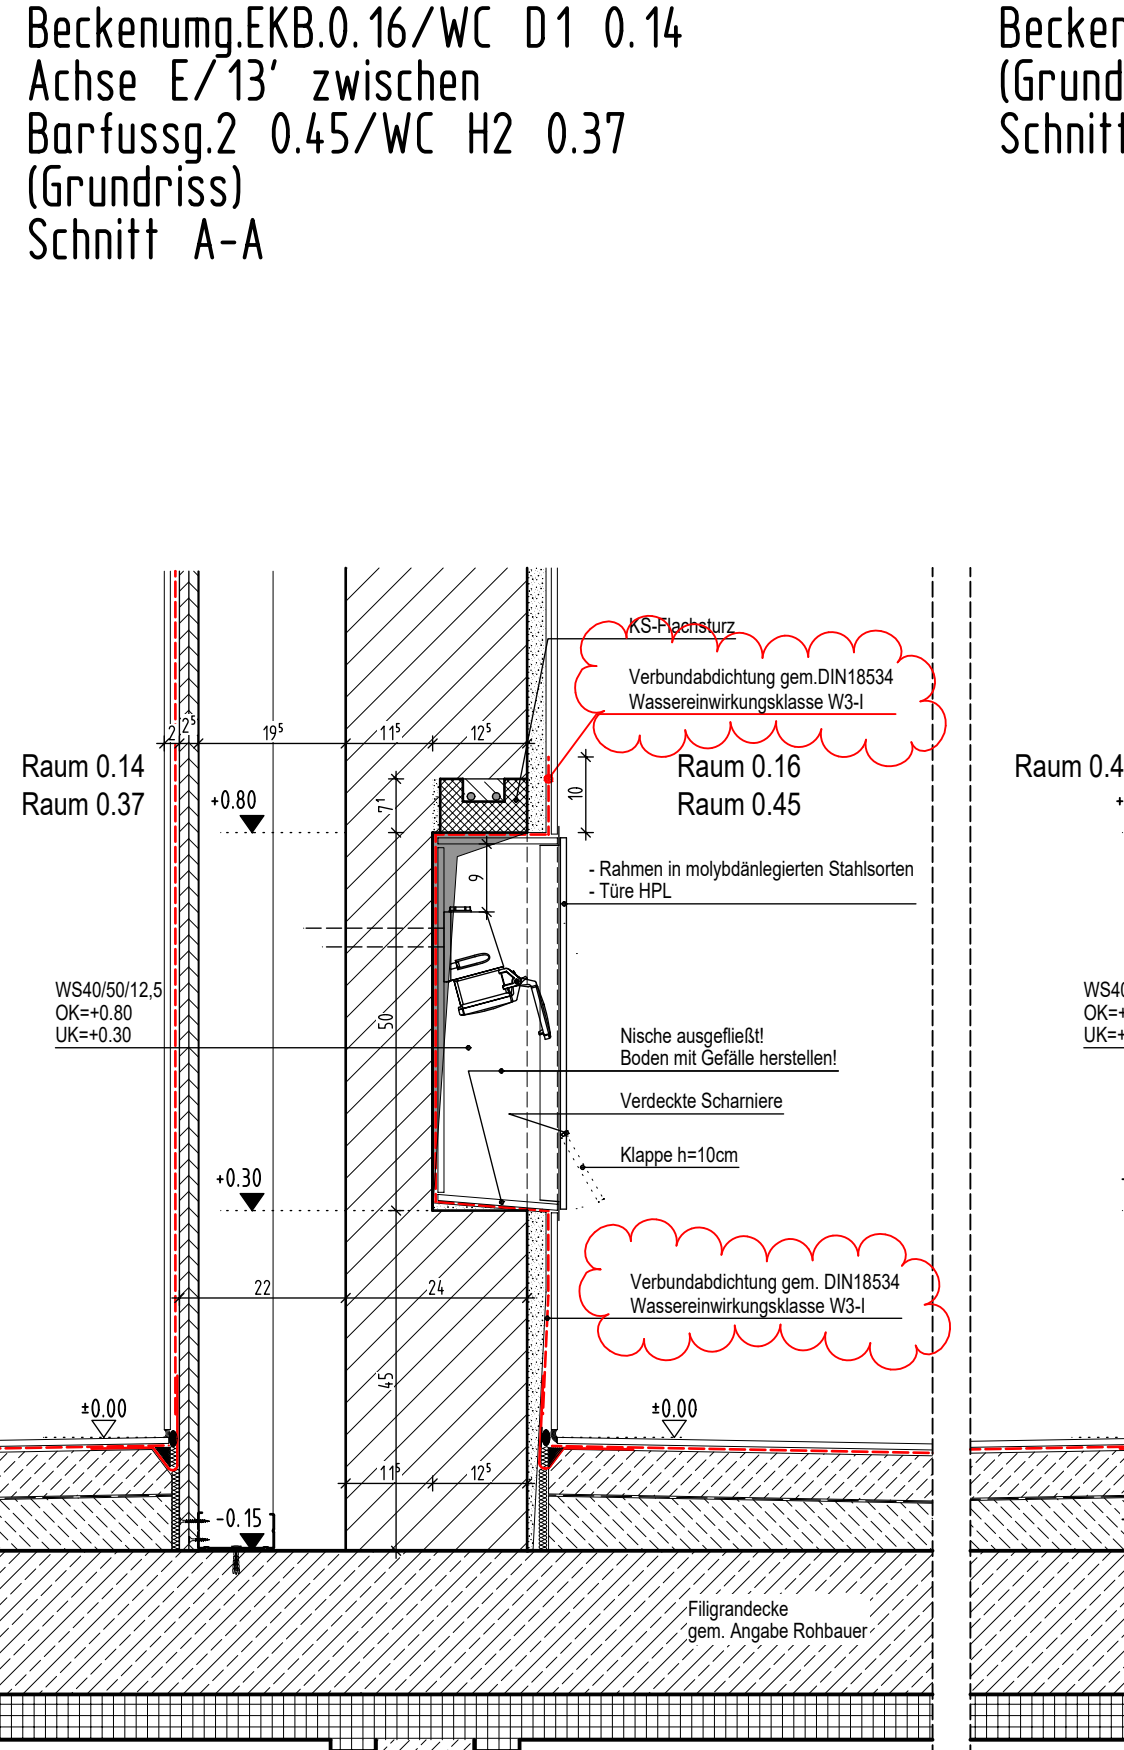 Beckenumg.EKB.0.16/WC D1 0.14
Achse E/13' zwischen
Barfussg.2 0.45/WC H2 0.37
(Grundriss)
Schnitt A-A
(Grund
Schnitt
KS-Flachsturz
Verbundabdichtung gem.DIN18534
Wassereinwirkungsklasse W3-I
2 2⁵ 19⁵ 11⁵ 12⁵
Raum 0.14
Raum 0.37
Raum 0.16
Raum 0.45
Raum 0.4
+0.80
7¹
10
- Rahmen in molybdänlegierten Stahlsorten
- Türe HPL
9
WS40/50/12,5
OK=+0.80
UK=+0.30
50
Nische ausgefließt!
Boden mit Gefälle herstellen!
Verdeckte Scharniere
Klappe h=10cm
WS40
OK=+
UK=+
+0.30
22
24
Verbundabdichtung gem. DIN18534
Wassereinwirkungsklasse W3-I
45
±0.00
±0.00
11⁵ 12⁵
-0.15
Filigrandecke
gem. Angabe Rohbauer